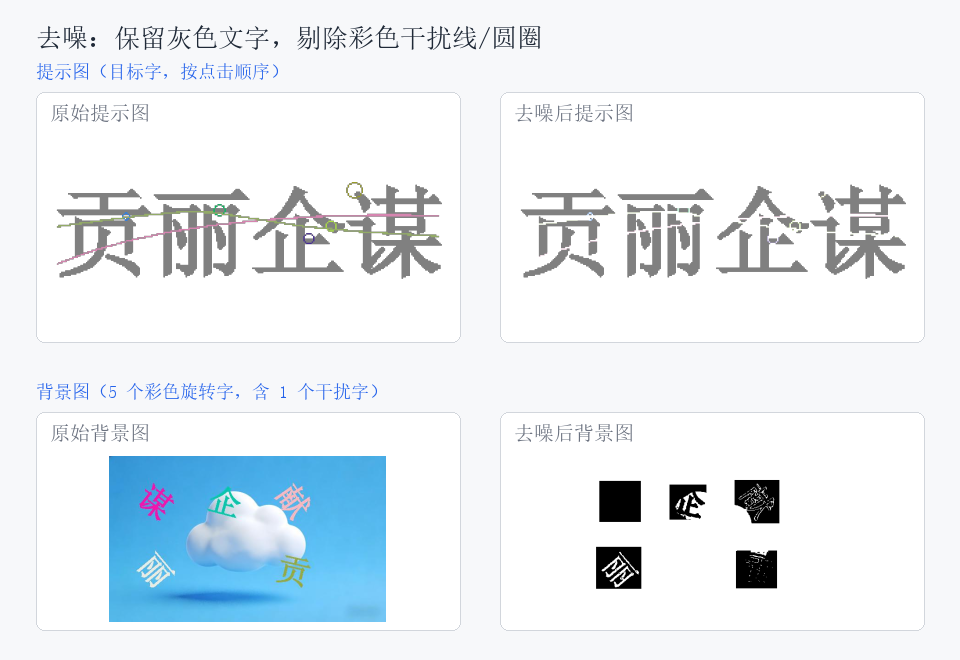 去噪：保留灰色文字，剔除彩色干扰线/圆圈
提示图（目标字，按点击顺序）
原始提示图
去噪后提示图
贡丽企谋
贡丽企谋
背景图（5 个彩色旋转字，含 1 个干扰字）
原始背景图
去噪后背景图
谋 企 献
丽 贡
企
丽